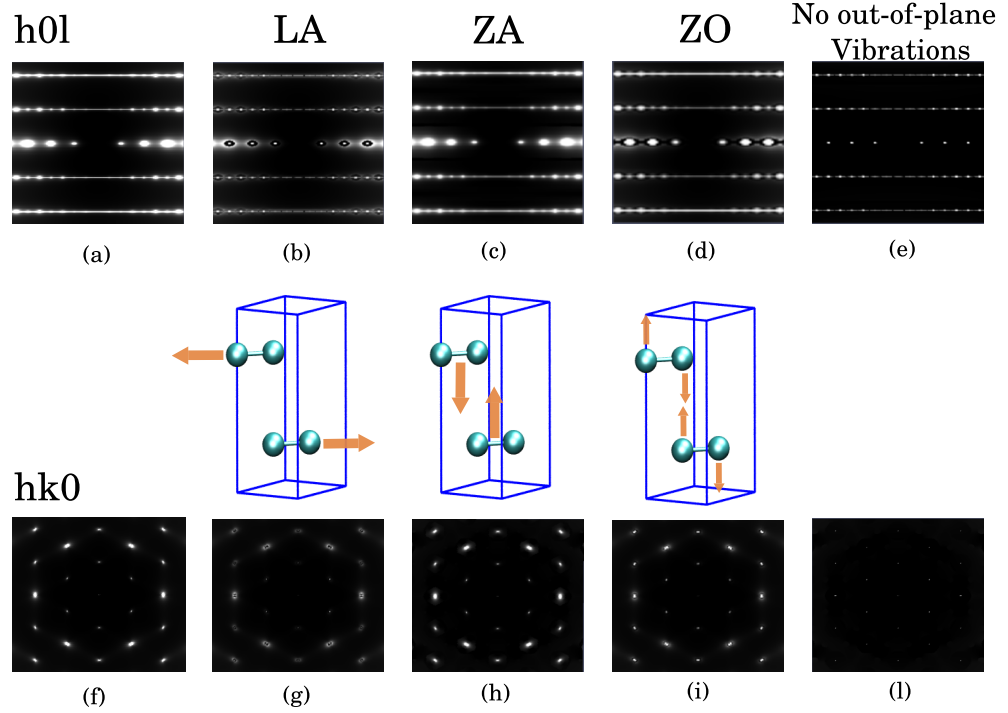 h0l
LA
ZA
ZO
No out-of-plane
Vibrations
(a)
(b)
(c)
(d)
(e)
hk0
(f)
(g)
(h)
(i)
(l)